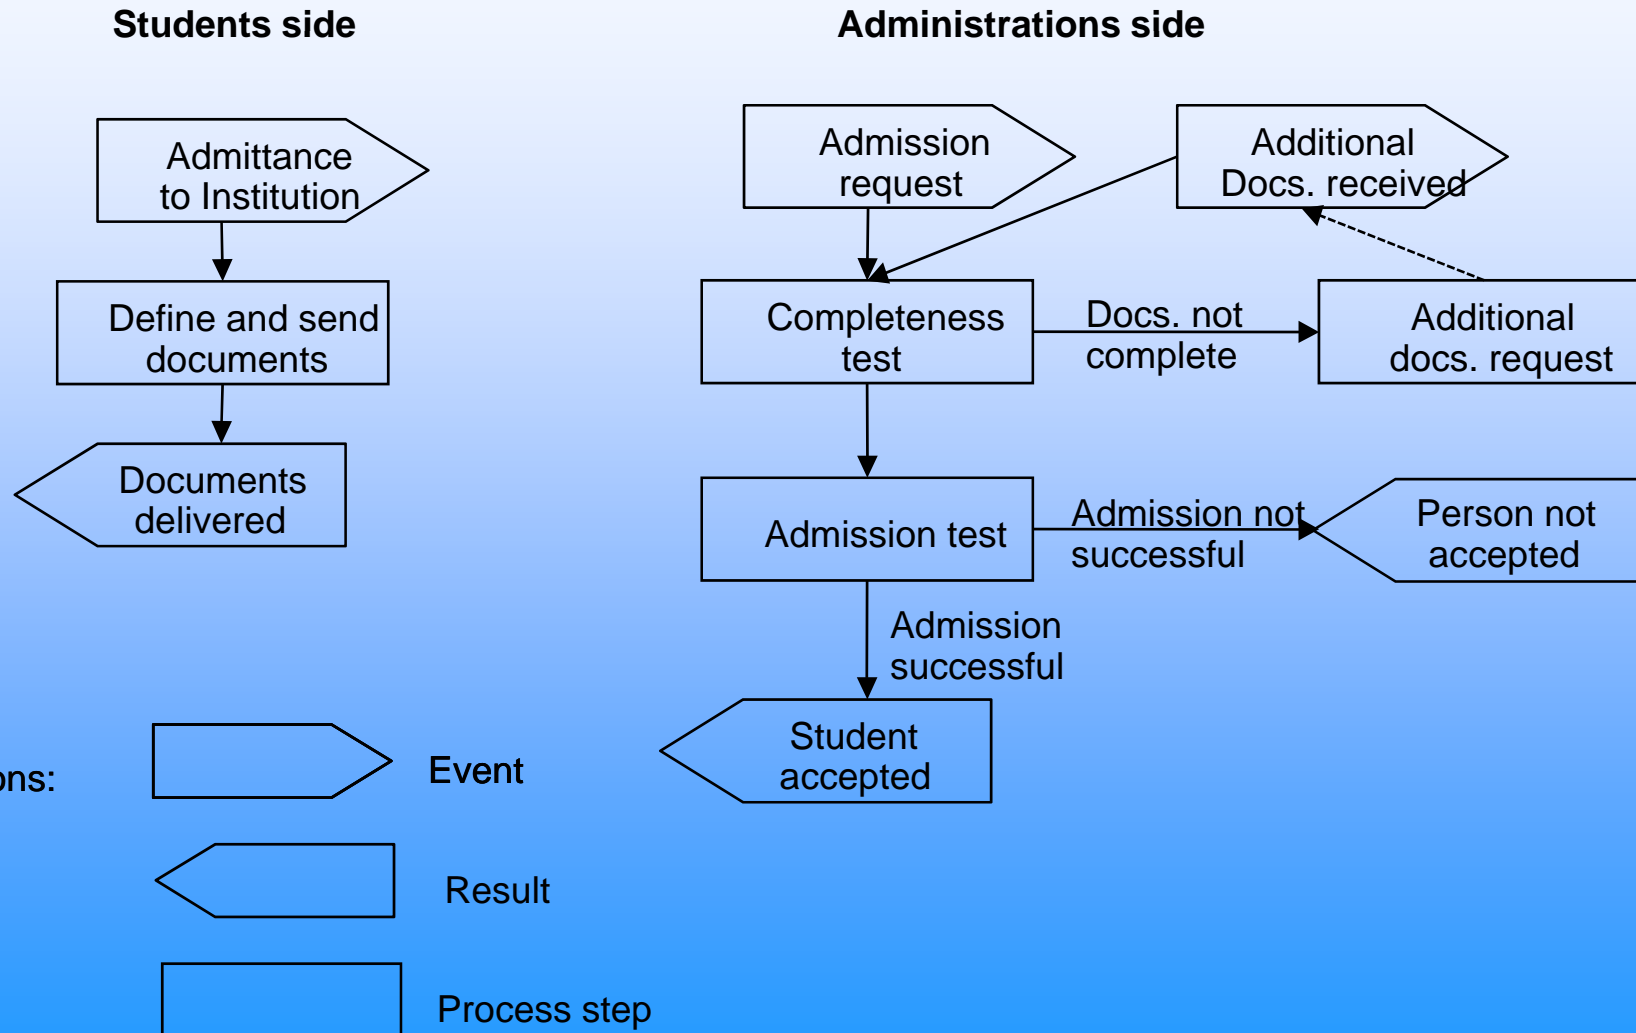 Students side
Administrations side
Admittance
to Institution
Define and send
documents
Documents
delivered
Admission
request
Additional
Docs. received
Completeness
test
Docs. not
complete
Additional
docs. request
Admission test
Admission not
successful
Person not
accepted
Admission
successful
Student
accepted
ons:
Event
Result
Process step